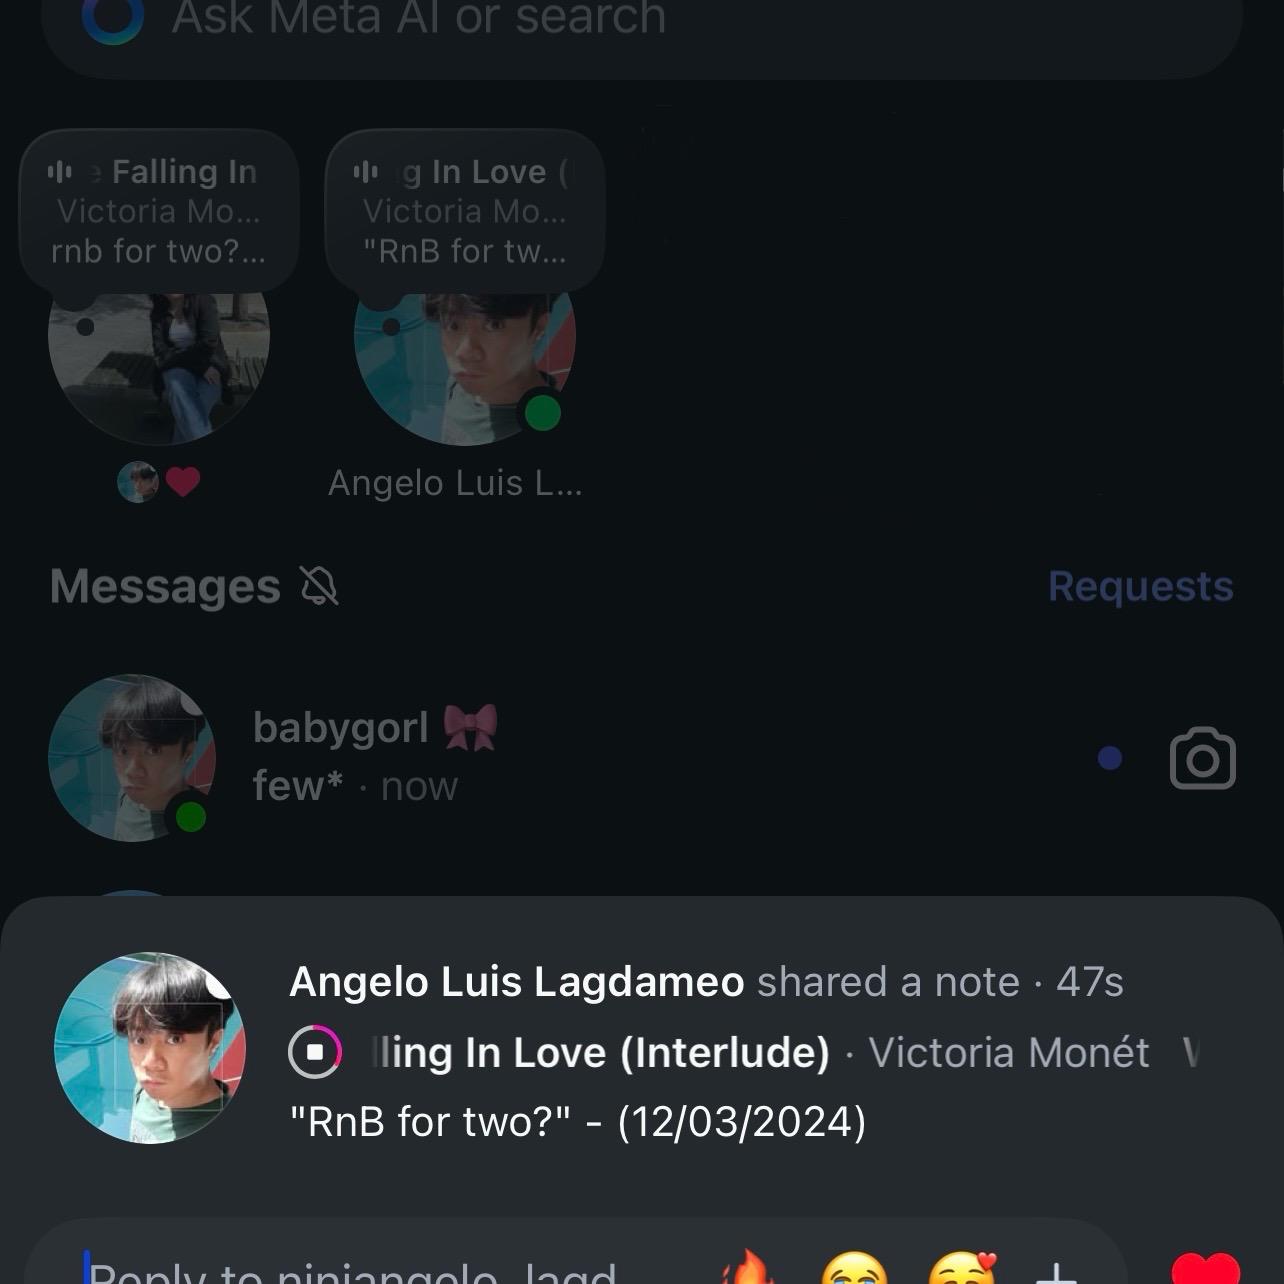 Ask Meta AI or search
e Falling In
Victoria Mo...
rnb for two?...
g In Love (
Victoria Mo...
"RnB for tw...
Angelo Luis L...
Messages
Requests
babygorl 🎀
few* · now
Angelo Luis Lagdameo shared a note · 47s
lling In Love (Interlude) · Victoria Monét W
"RnB for two?" - (12/03/2024)
Reply to niniangelo_lagd